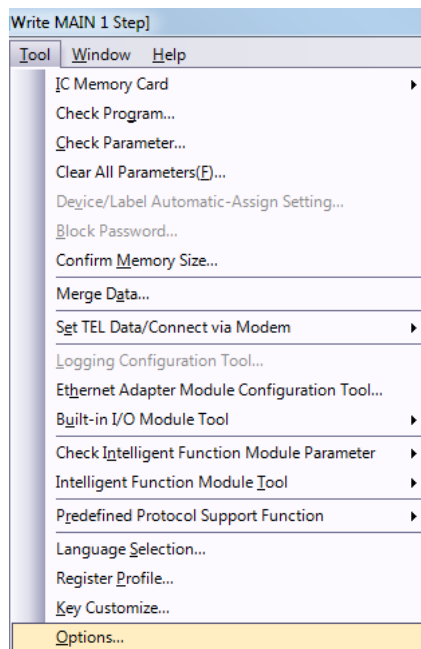 Write MAIN 1 Step]
Tool Window Help
IC Memory Card
Check Program...
Check Parameter...
Clear All Parameters(F)...
Device/Label Automatic-Assign Setting...
Block Password...
Confirm Memory Size...
Merge Data...
Set TEL Data/Connect via Modem
Logging Configuration Tool...
Ethernet Adapter Module Configuration Tool...
Built-in I/O Module Tool
Check Intelligent Function Module Parameter
Intelligent Function Module Tool
Predefined Protocol Support Function
Language Selection...
Register Profile...
Key Customize...
Options...